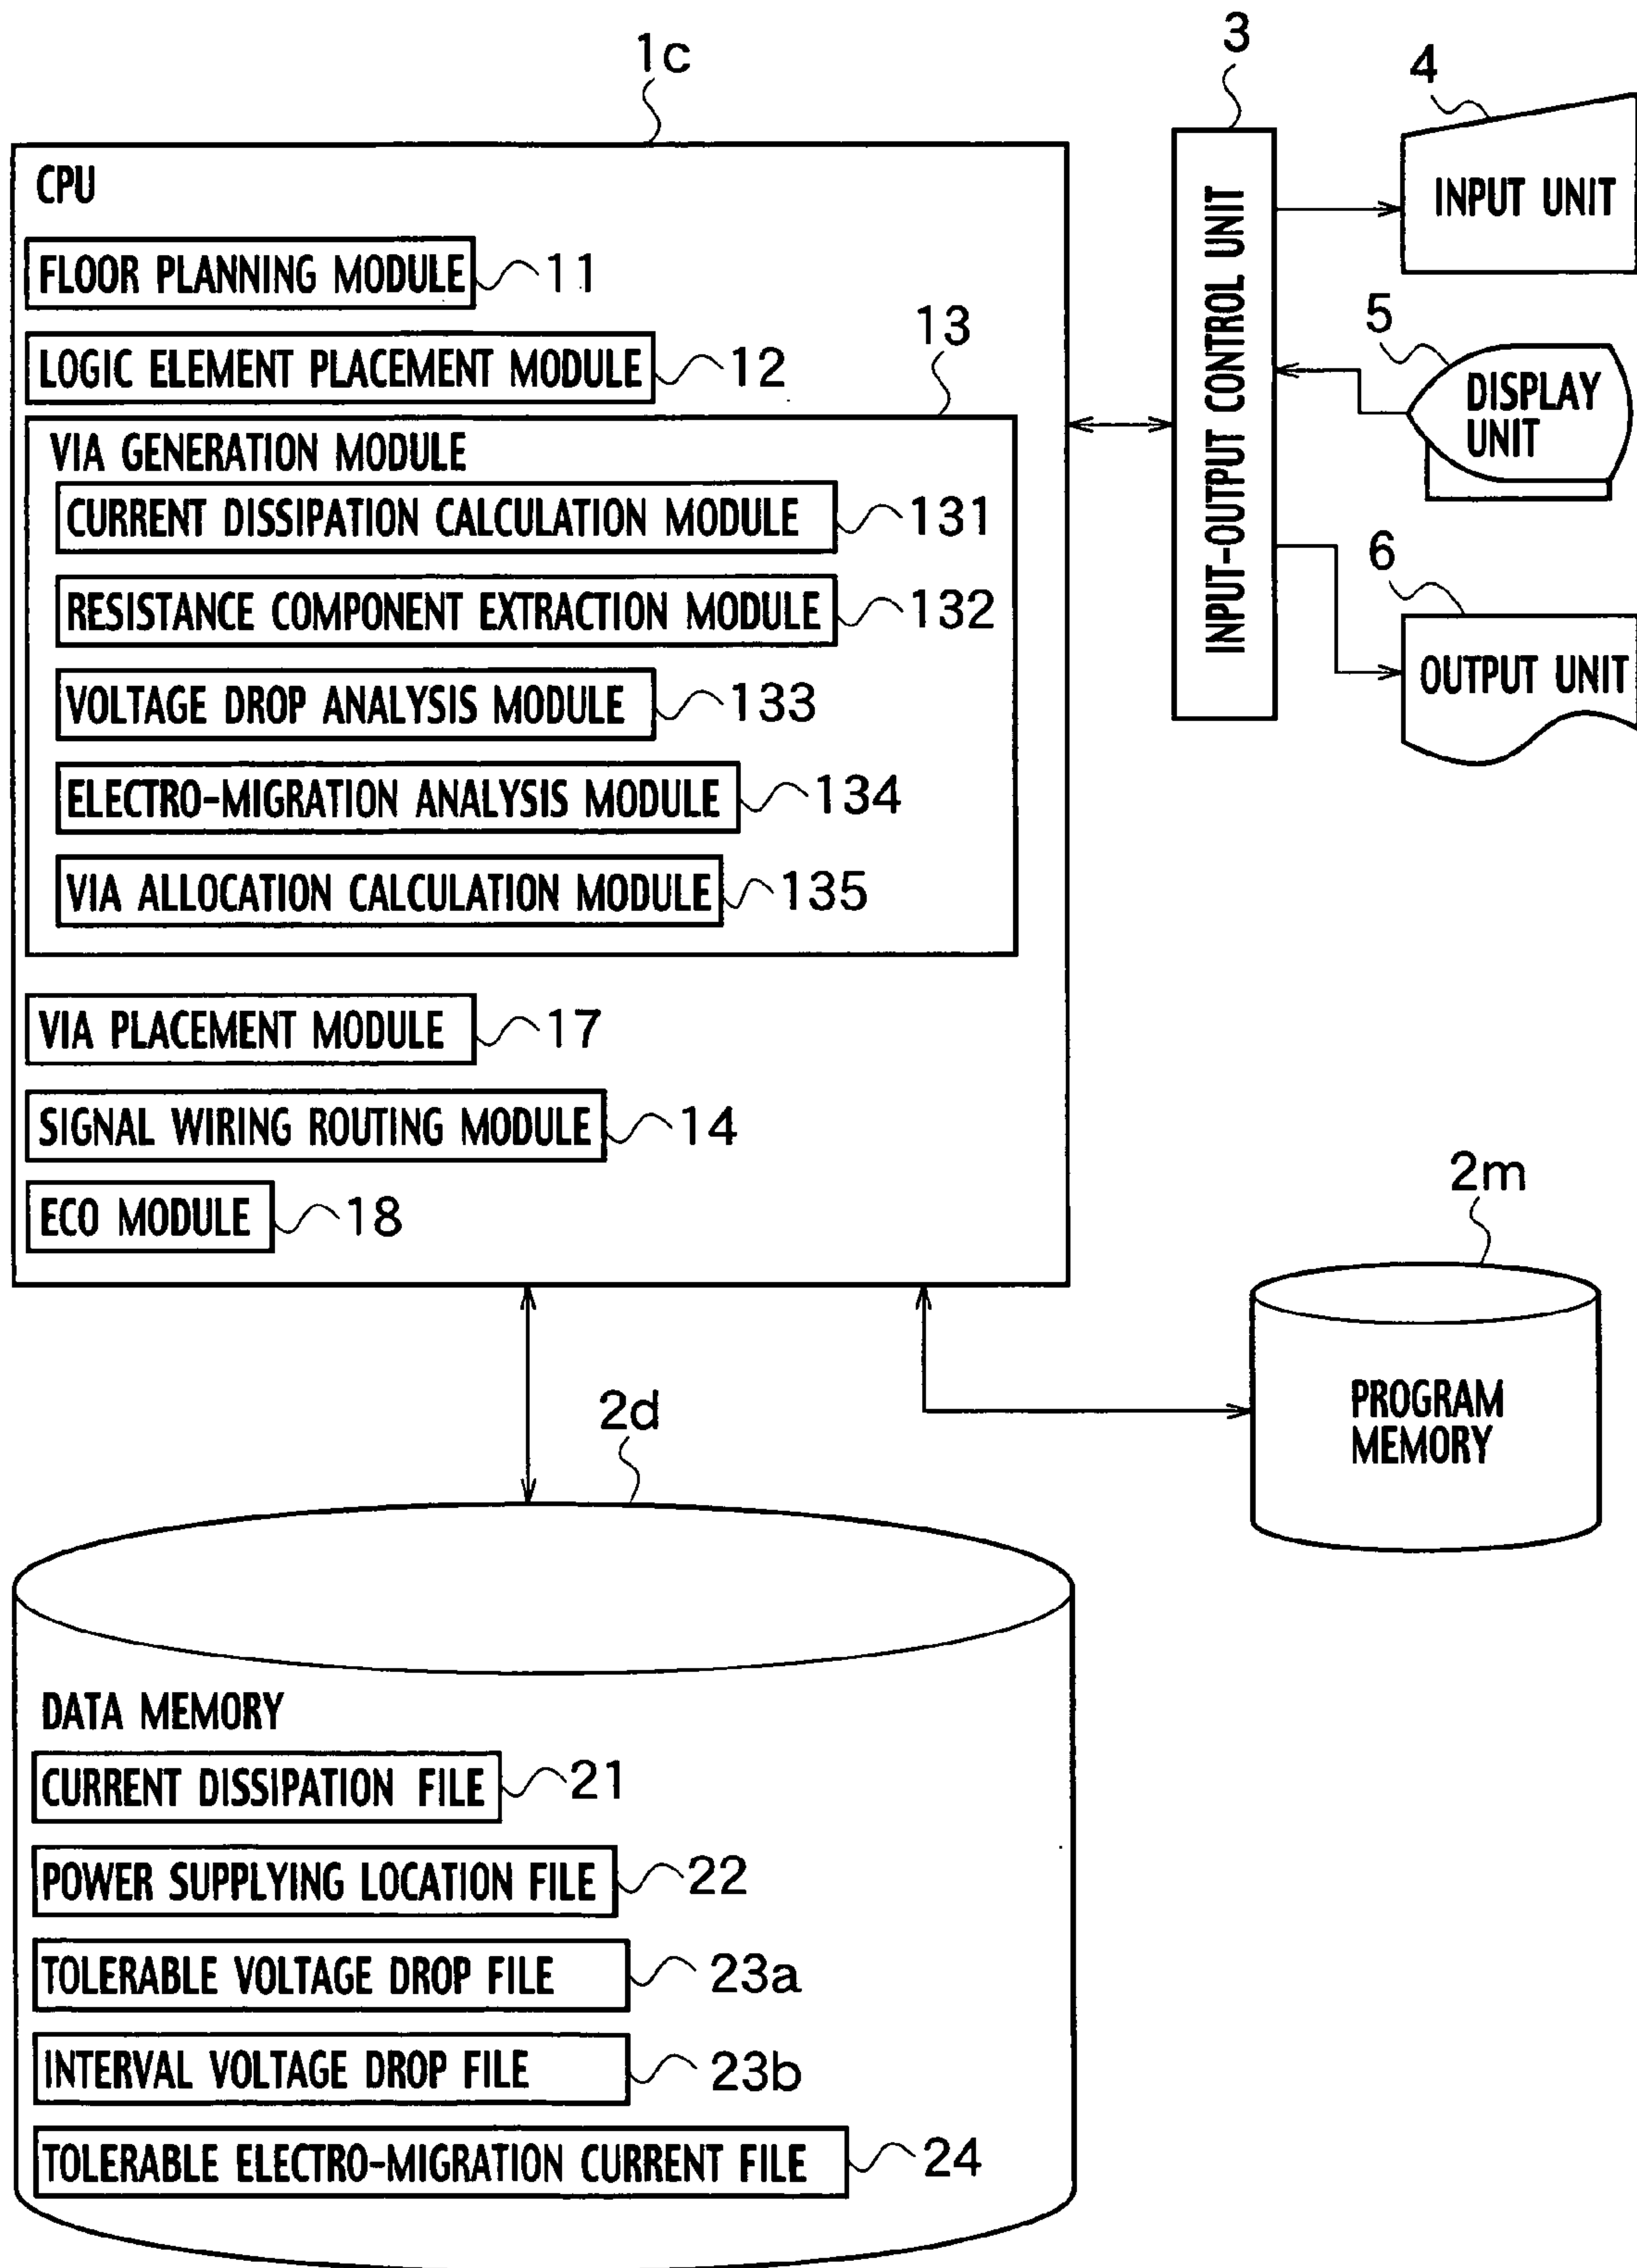 1c
CPU
FLOOR PLANNING MODULE 11
LOGIC ELEMENT PLACEMENT MODULE 12
13
VIA GENERATION MODULE
CURRENT DISSIPATION CALCULATION MODULE 131
RESISTANCE COMPONENT EXTRACTION MODULE 132
VOLTAGE DROP ANALYSIS MODULE 133
ELECTRO-MIGRATION ANALYSIS MODULE 134
VIA ALLOCATION CALCULATION MODULE 135
VIA PLACEMENT MODULE 17
SIGNAL WIRING ROUTING MODULE 14
ECO MODULE 18
3
INPUT-OUTPUT CONTROL UNIT
4
INPUT UNIT
5
DISPLAY
UNIT
6
OUTPUT UNIT
2m
PROGRAM
MEMORY
2d
DATA MEMORY
CURRENT DISSIPATION FILE 21
POWER SUPPLYING LOCATION FILE 22
TOLERABLE VOLTAGE DROP FILE 23a
INTERVAL VOLTAGE DROP FILE 23b
TOLERABLE ELECTRO-MIGRATION CURRENT FILE 24